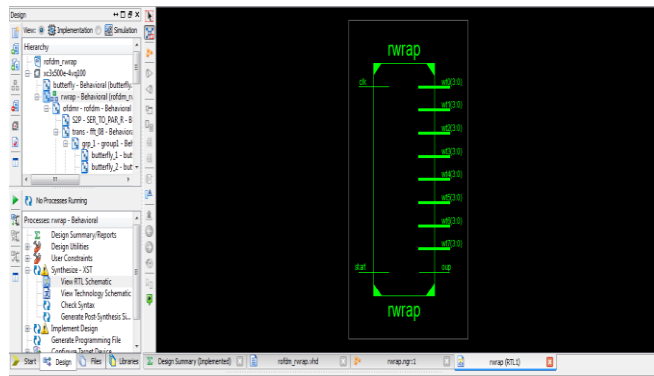 Design
View: Implementation Simulation
Hierarchy
rofdm_rwrap
xc3s500e-4vq100
butterfly - Behavioral (butterfly.
rwrap - Behavioral (rofdm_n
ofdmr - rofdm - Behavioral
S2P - SER_TO_PAR_R - B
trans - fft_08 - Behaviora
grp_1 - group1 - Beh
butterfly_1 - but
butterfly_2 - but
No Processes Running
Processes: rwrap - Behavioral
Design Summary/Reports
Design Utilities
User Constraints
Synthesize - XST
View RTL Schematic
View Technology Schematic
Check Syntax
Generate Post-Synthesis Si...
Implement Design
Generate Programming File
Configure Target Device
Start Design Files Libraries
rwrap
clk
wt0(3:0)
wt1(3:0)
wt2(3:0)
wt3(3:0)
wt4(3:0)
wt5(3:0)
wt6(3:0)
wt7(3:0)
start
oup
rwrap
Design Summary (Implemented) rofdm_rwrap.vhd rwrap.ngr:1 rwrap (RTL1)